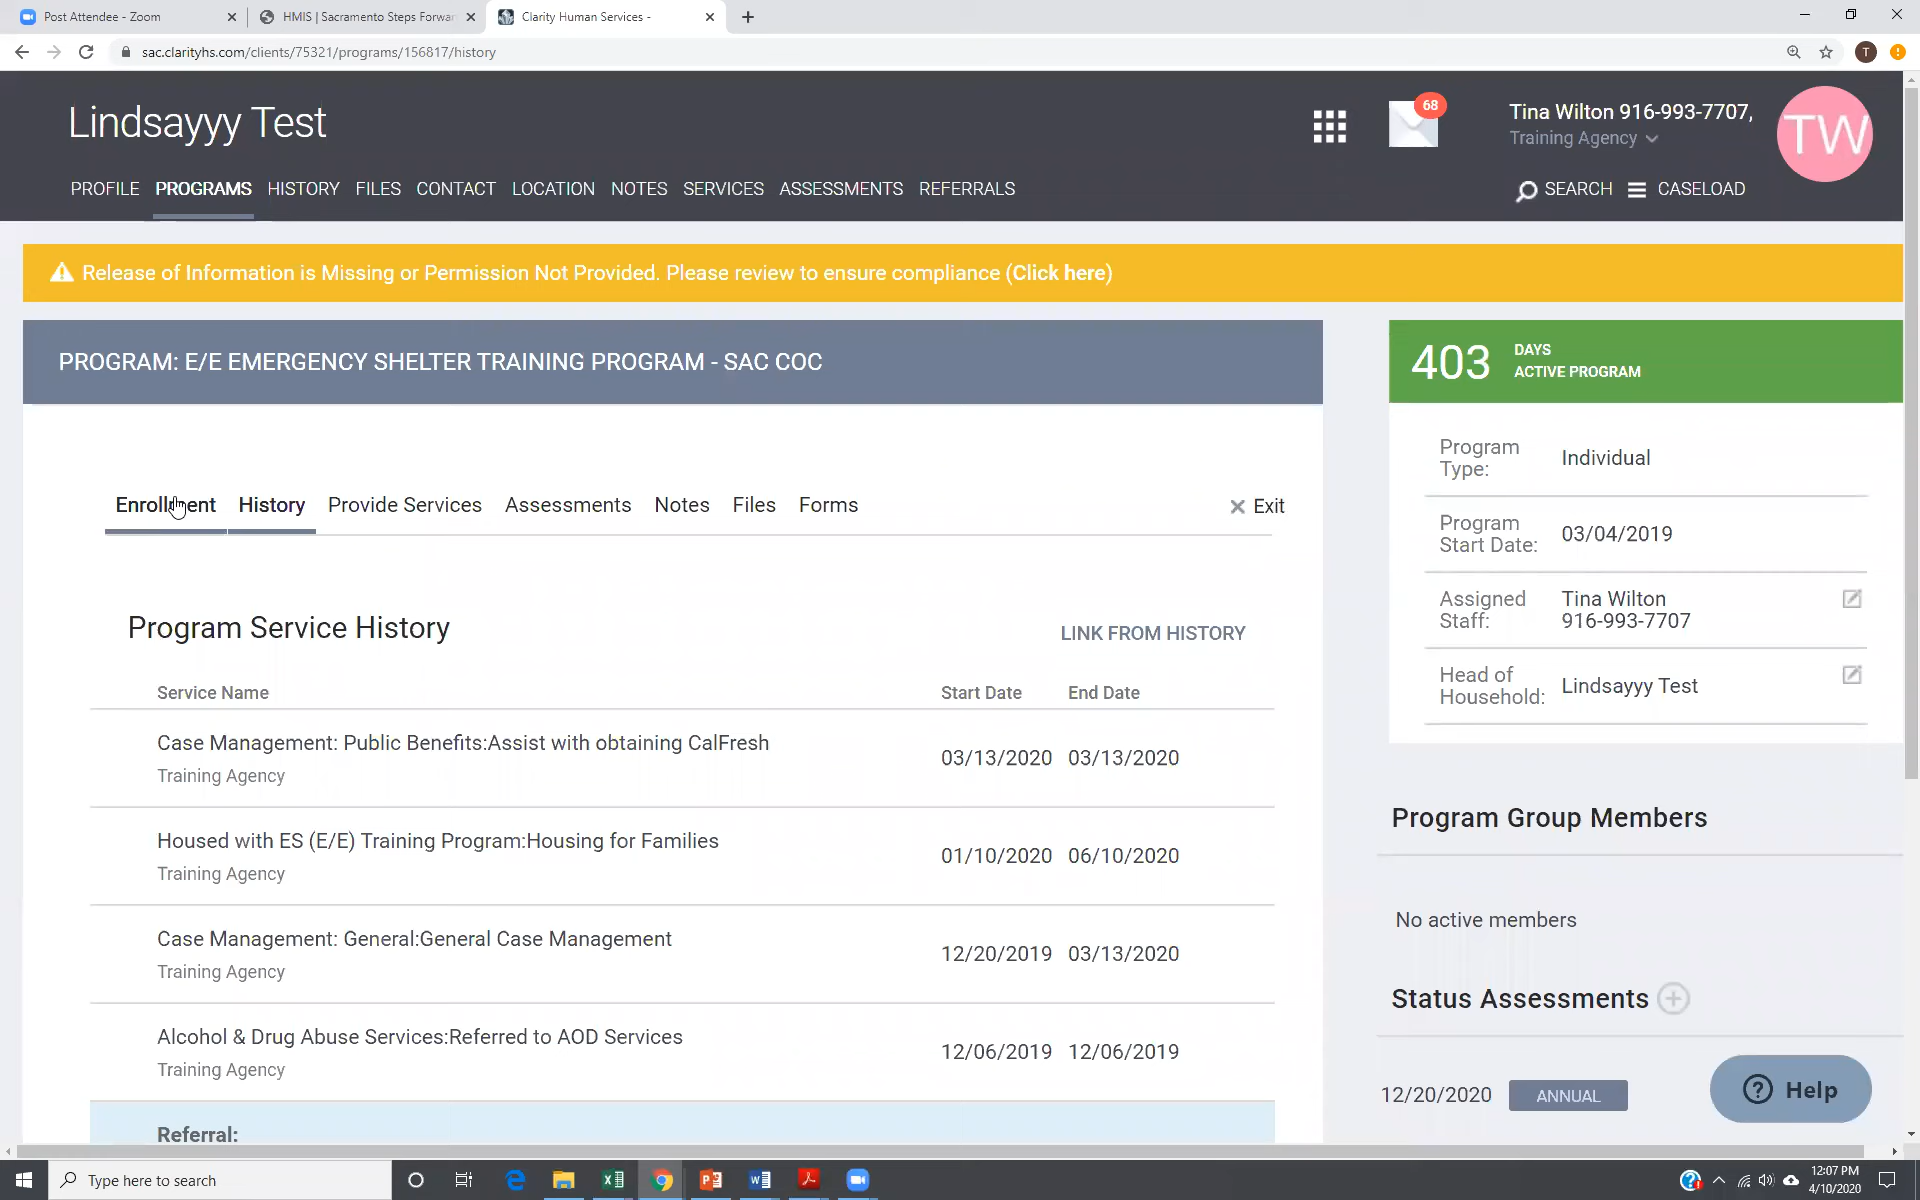 Post Attendee - Zoom
HMIS | Sacramento Steps Forwar
Clarity Human Services -
sac.clarityhs.com/clients/75321/programs/156817/history
T
Lindsayyy Test
68
Tina Wilton 916-993-7707,
Training Agency
TW
PROFILE PROGRAMS HISTORY FILES CONTACT LOCATION NOTES SERVICES ASSESSMENTS REFERRALS
SEARCH CASELOAD
Release of Information is Missing or Permission Not Provided. Please review to ensure compliance (Click here)
PROGRAM: E/E EMERGENCY SHELTER TRAINING PROGRAM - SAC COC
Enrollment History Provide Services Assessments Notes Files Forms
Exit
Program Service History
LINK FROM HISTORY
Service Name Start Date End Date
Case Management: Public Benefits:Assist with obtaining CalFresh
Training Agency
03/13/2020 03/13/2020
Housed with ES (E/E) Training Program:Housing for Families
Training Agency
01/10/2020 06/10/2020
Case Management: General:General Case Management
Training Agency
12/20/2019 03/13/2020
Alcohol & Drug Abuse Services:Referred to AOD Services
Training Agency
12/06/2019 12/06/2019
Referral:
403
DAYS
ACTIVE PROGRAM
Program
Type:
Individual
Program
Start Date:
03/04/2019
Assigned
Staff:
Tina Wilton
916-993-7707
Head of
Household:
Lindsayyy Test
Program Group Members
No active members
Status Assessments
12/20/2020 ANNUAL
Help
Type here to search
12:07 PM
4/10/2020